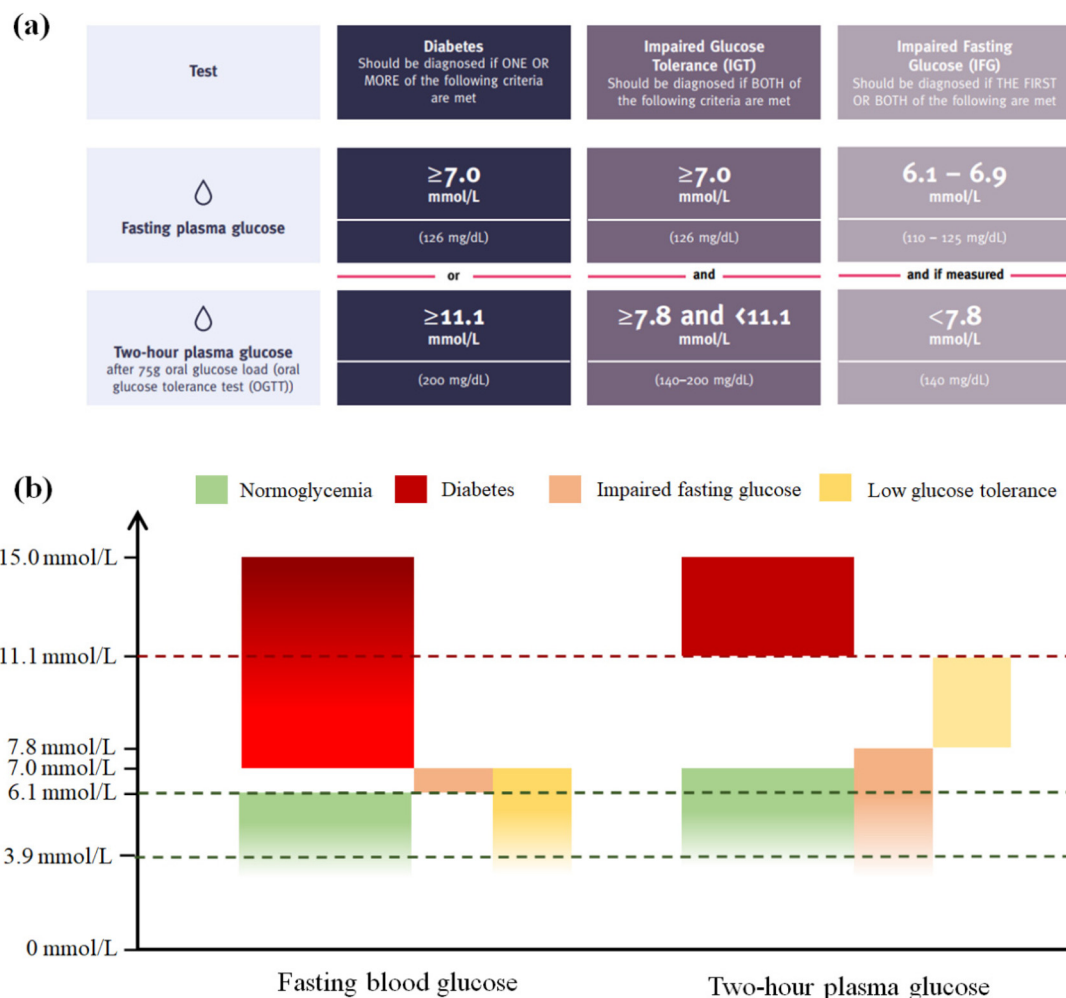 (a)
Test
Diabetes
Should be diagnosed if ONE OR
MORE of the following criteria
are met
Impaired Glucose
Tolerance (IGT)
Should be diagnosed if BOTH of
the following criteria are met
Impaired Fasting
Glucose (IFG)
Should be diagnosed if THE FIRST
OR BOTH of the following are met
Fasting plasma glucose
≥7.0
mmol/L
(126 mg/dL)
≥7.0
mmol/L
(126 mg/dL)
6.1 – 6.9
mmol/L
(110 – 125 mg/dL)
or
and
and if measured
Two-hour plasma glucose
after 75g oral glucose load (oral
glucose tolerance test (OGTT))
≥11.1
mmol/L
(200 mg/dL)
≥7.8 and <11.1
mmol/L
(140–200 mg/dL)
<7.8
mmol/L
(140 mg/dL)
(b)
Normoglycemia
Diabetes
Impaired fasting glucose
Low glucose tolerance
15.0 mmol/L
11.1 mmol/L
7.8 mmol/L
7.0 mmol/L
6.1 mmol/L
3.9 mmol/L
0 mmol/L
Fasting blood glucose
Two-hour plasma glucose